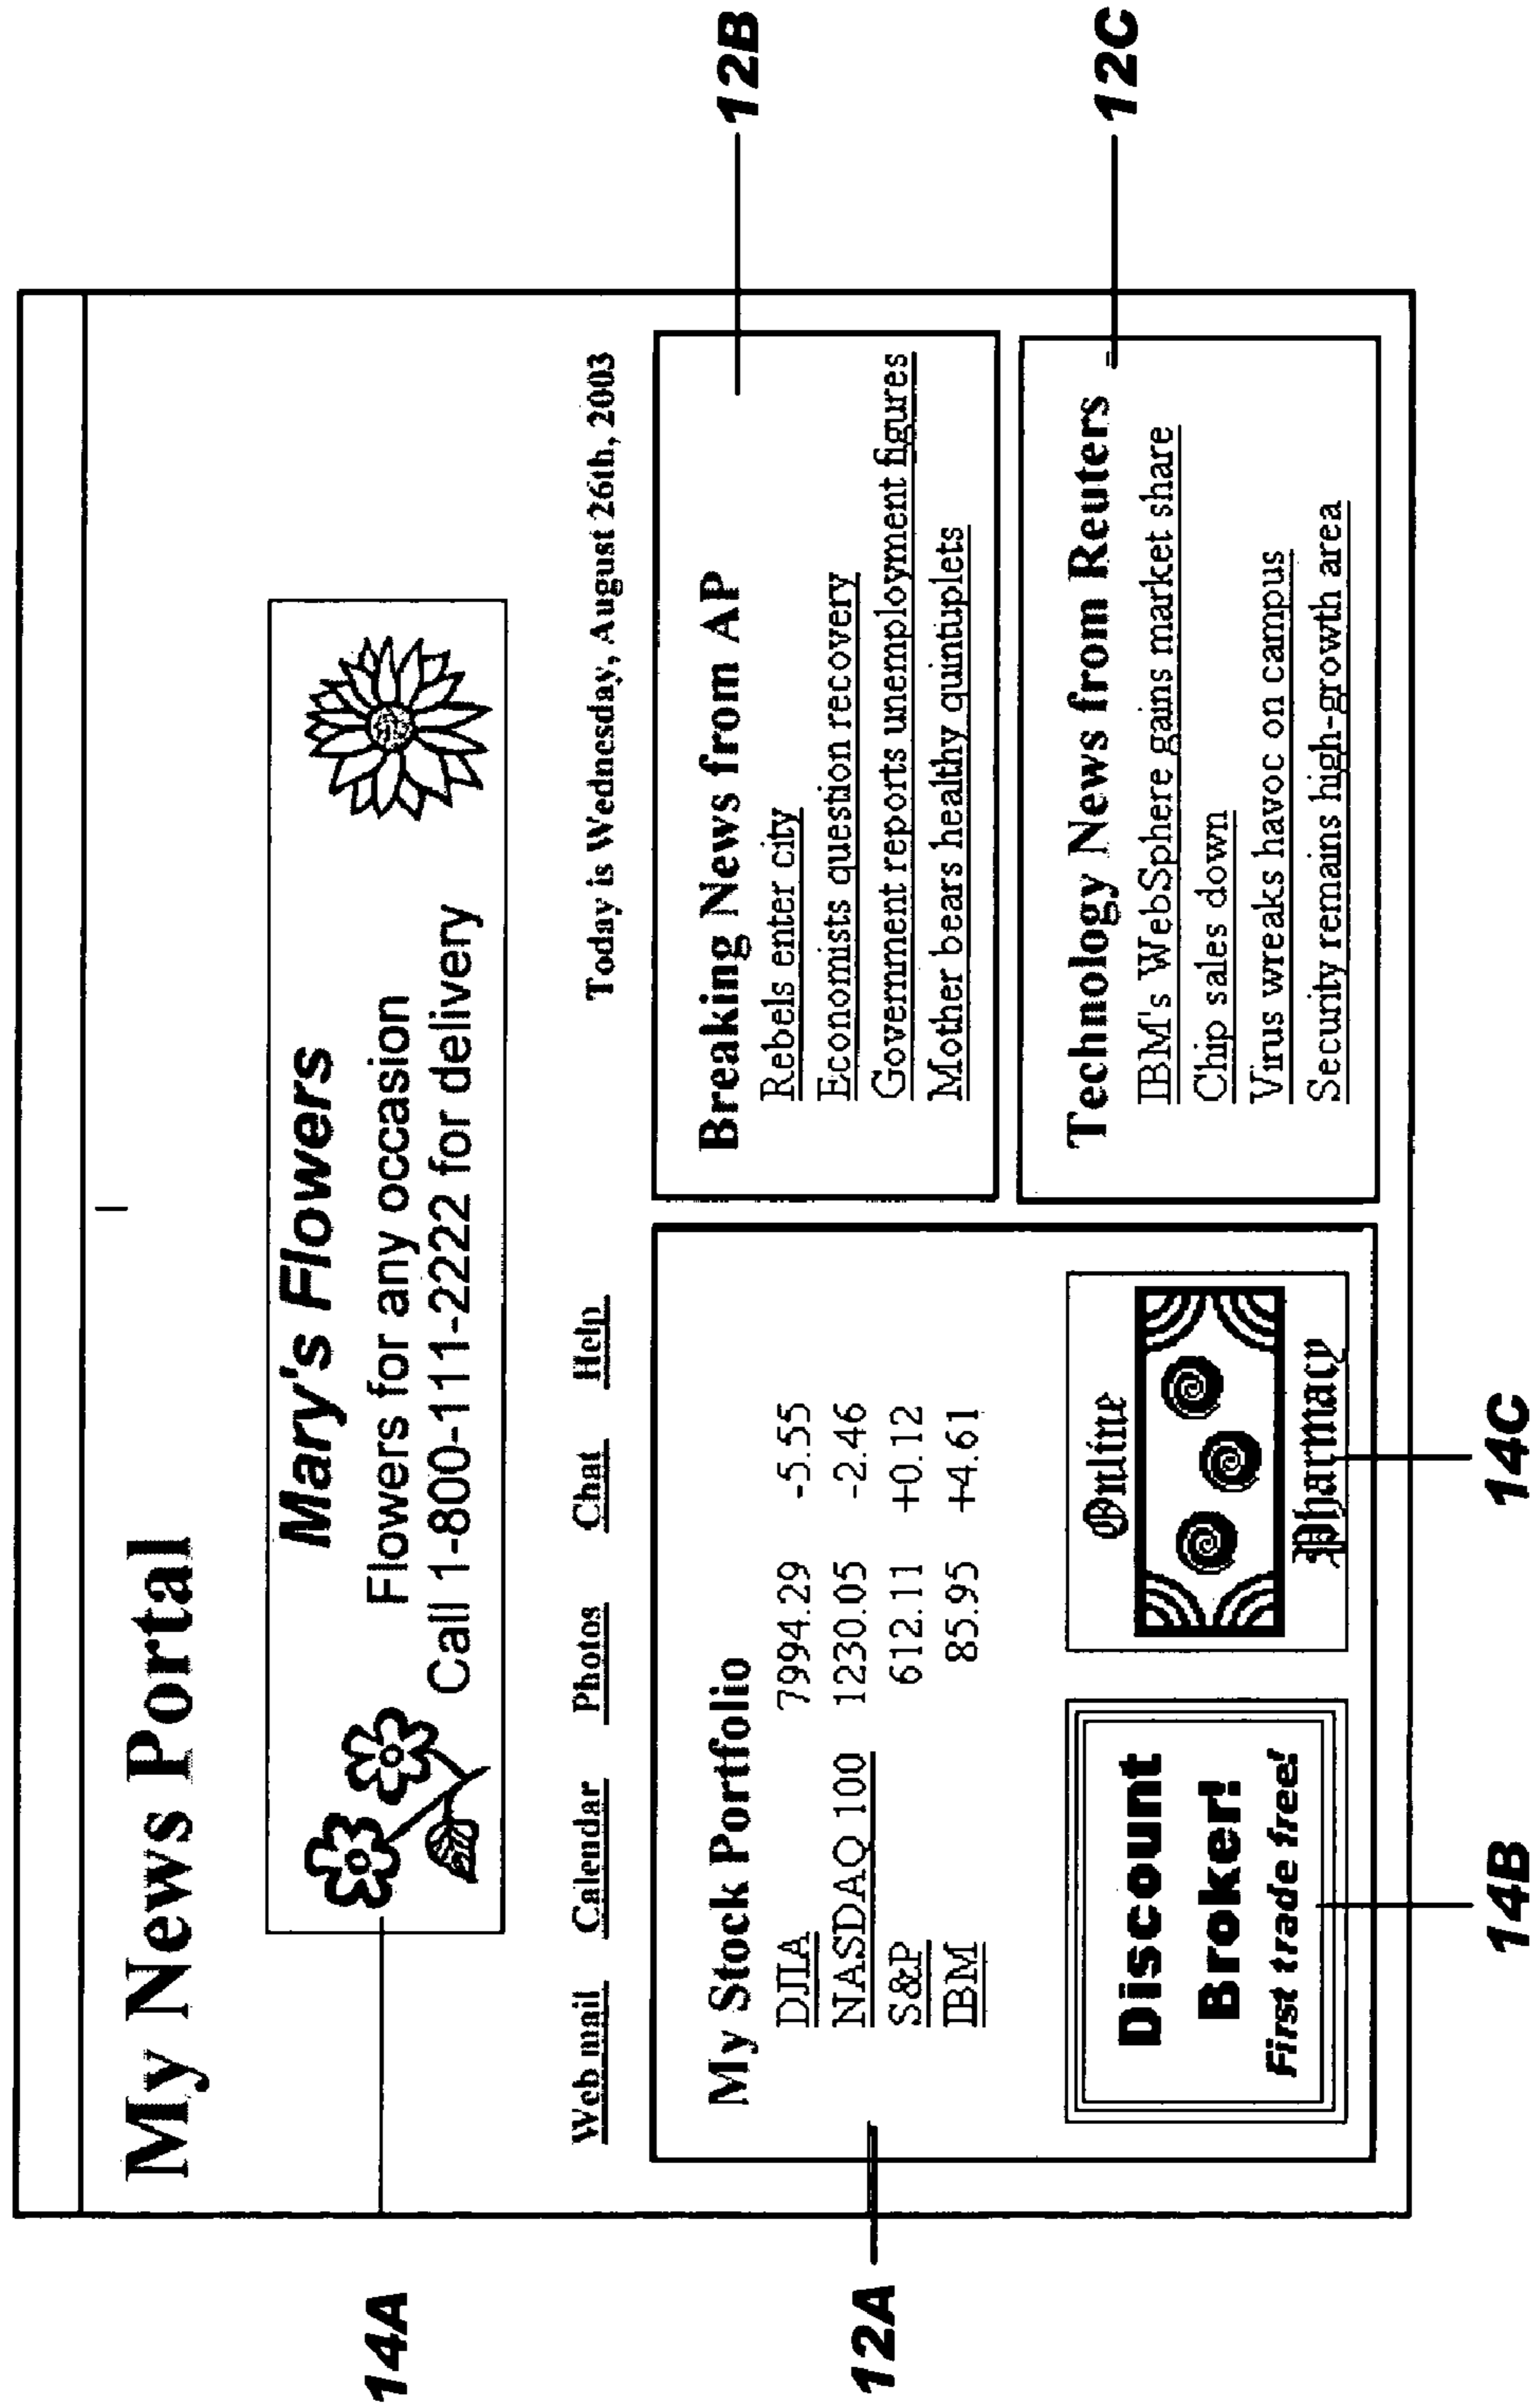 My News Portal
Mary's Flowers
Flowers for any occasion
Call 1-800-111-2222 for delivery
14A
Web mail Calendar Photos Chat Help
Today is Wednesday, August 26th, 2003
My Stock Portfolio
DJIA 7994.29 -5.55
NASDAQ 100 1230.05 -2.46
S&P 612.11 +0.12
IBM 85.95 +4.61
12A
Discount
Broker!
First trade free!
14B
Online
Pharmacy
14C
Breaking News from AP
Rebels enter city
Economists question recovery
Government reports unemployment figures
Mother bears healthy quintuplets
12B
Technology News from Reuters
IBM's WebSphere gains market share
Chip sales down
Virus wreaks havoc on campus
Security remains high-growth area
12C